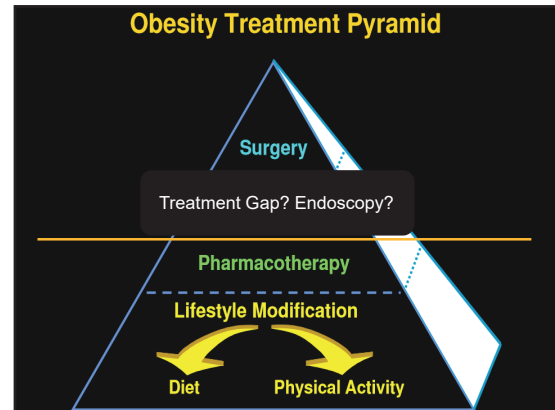 Obesity Treatment Pyramid
Surgery
Treatment Gap? Endoscopy?
Pharmacotherapy
Lifestyle Modification
Diet
Physical Activity